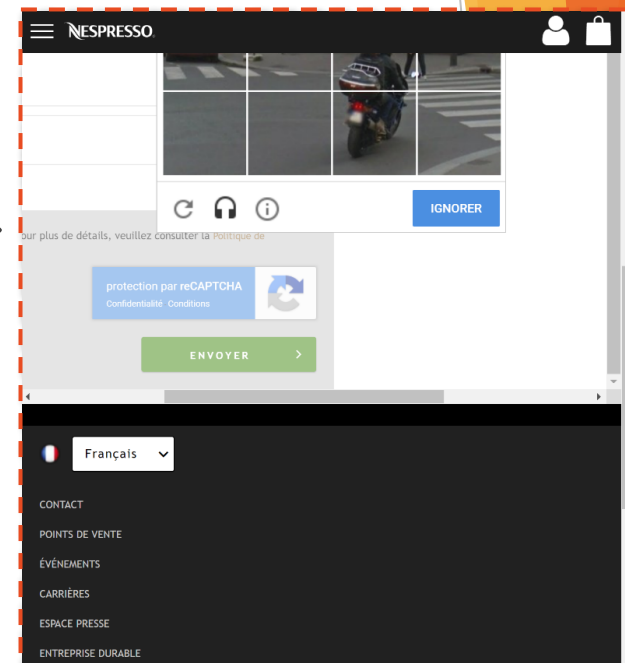 NESPRESSO
IGNORER
our plus de détails, veuillez consulter la Politique de
protection par reCAPTCHA
Confidentialité Conditions
ENVOYER
Français
CONTACT
POINTS DE VENTE
ÉVÉNEMENTS
CARRIÈRES
ESPACE PRESSE
ENTREPRISE DURABLE